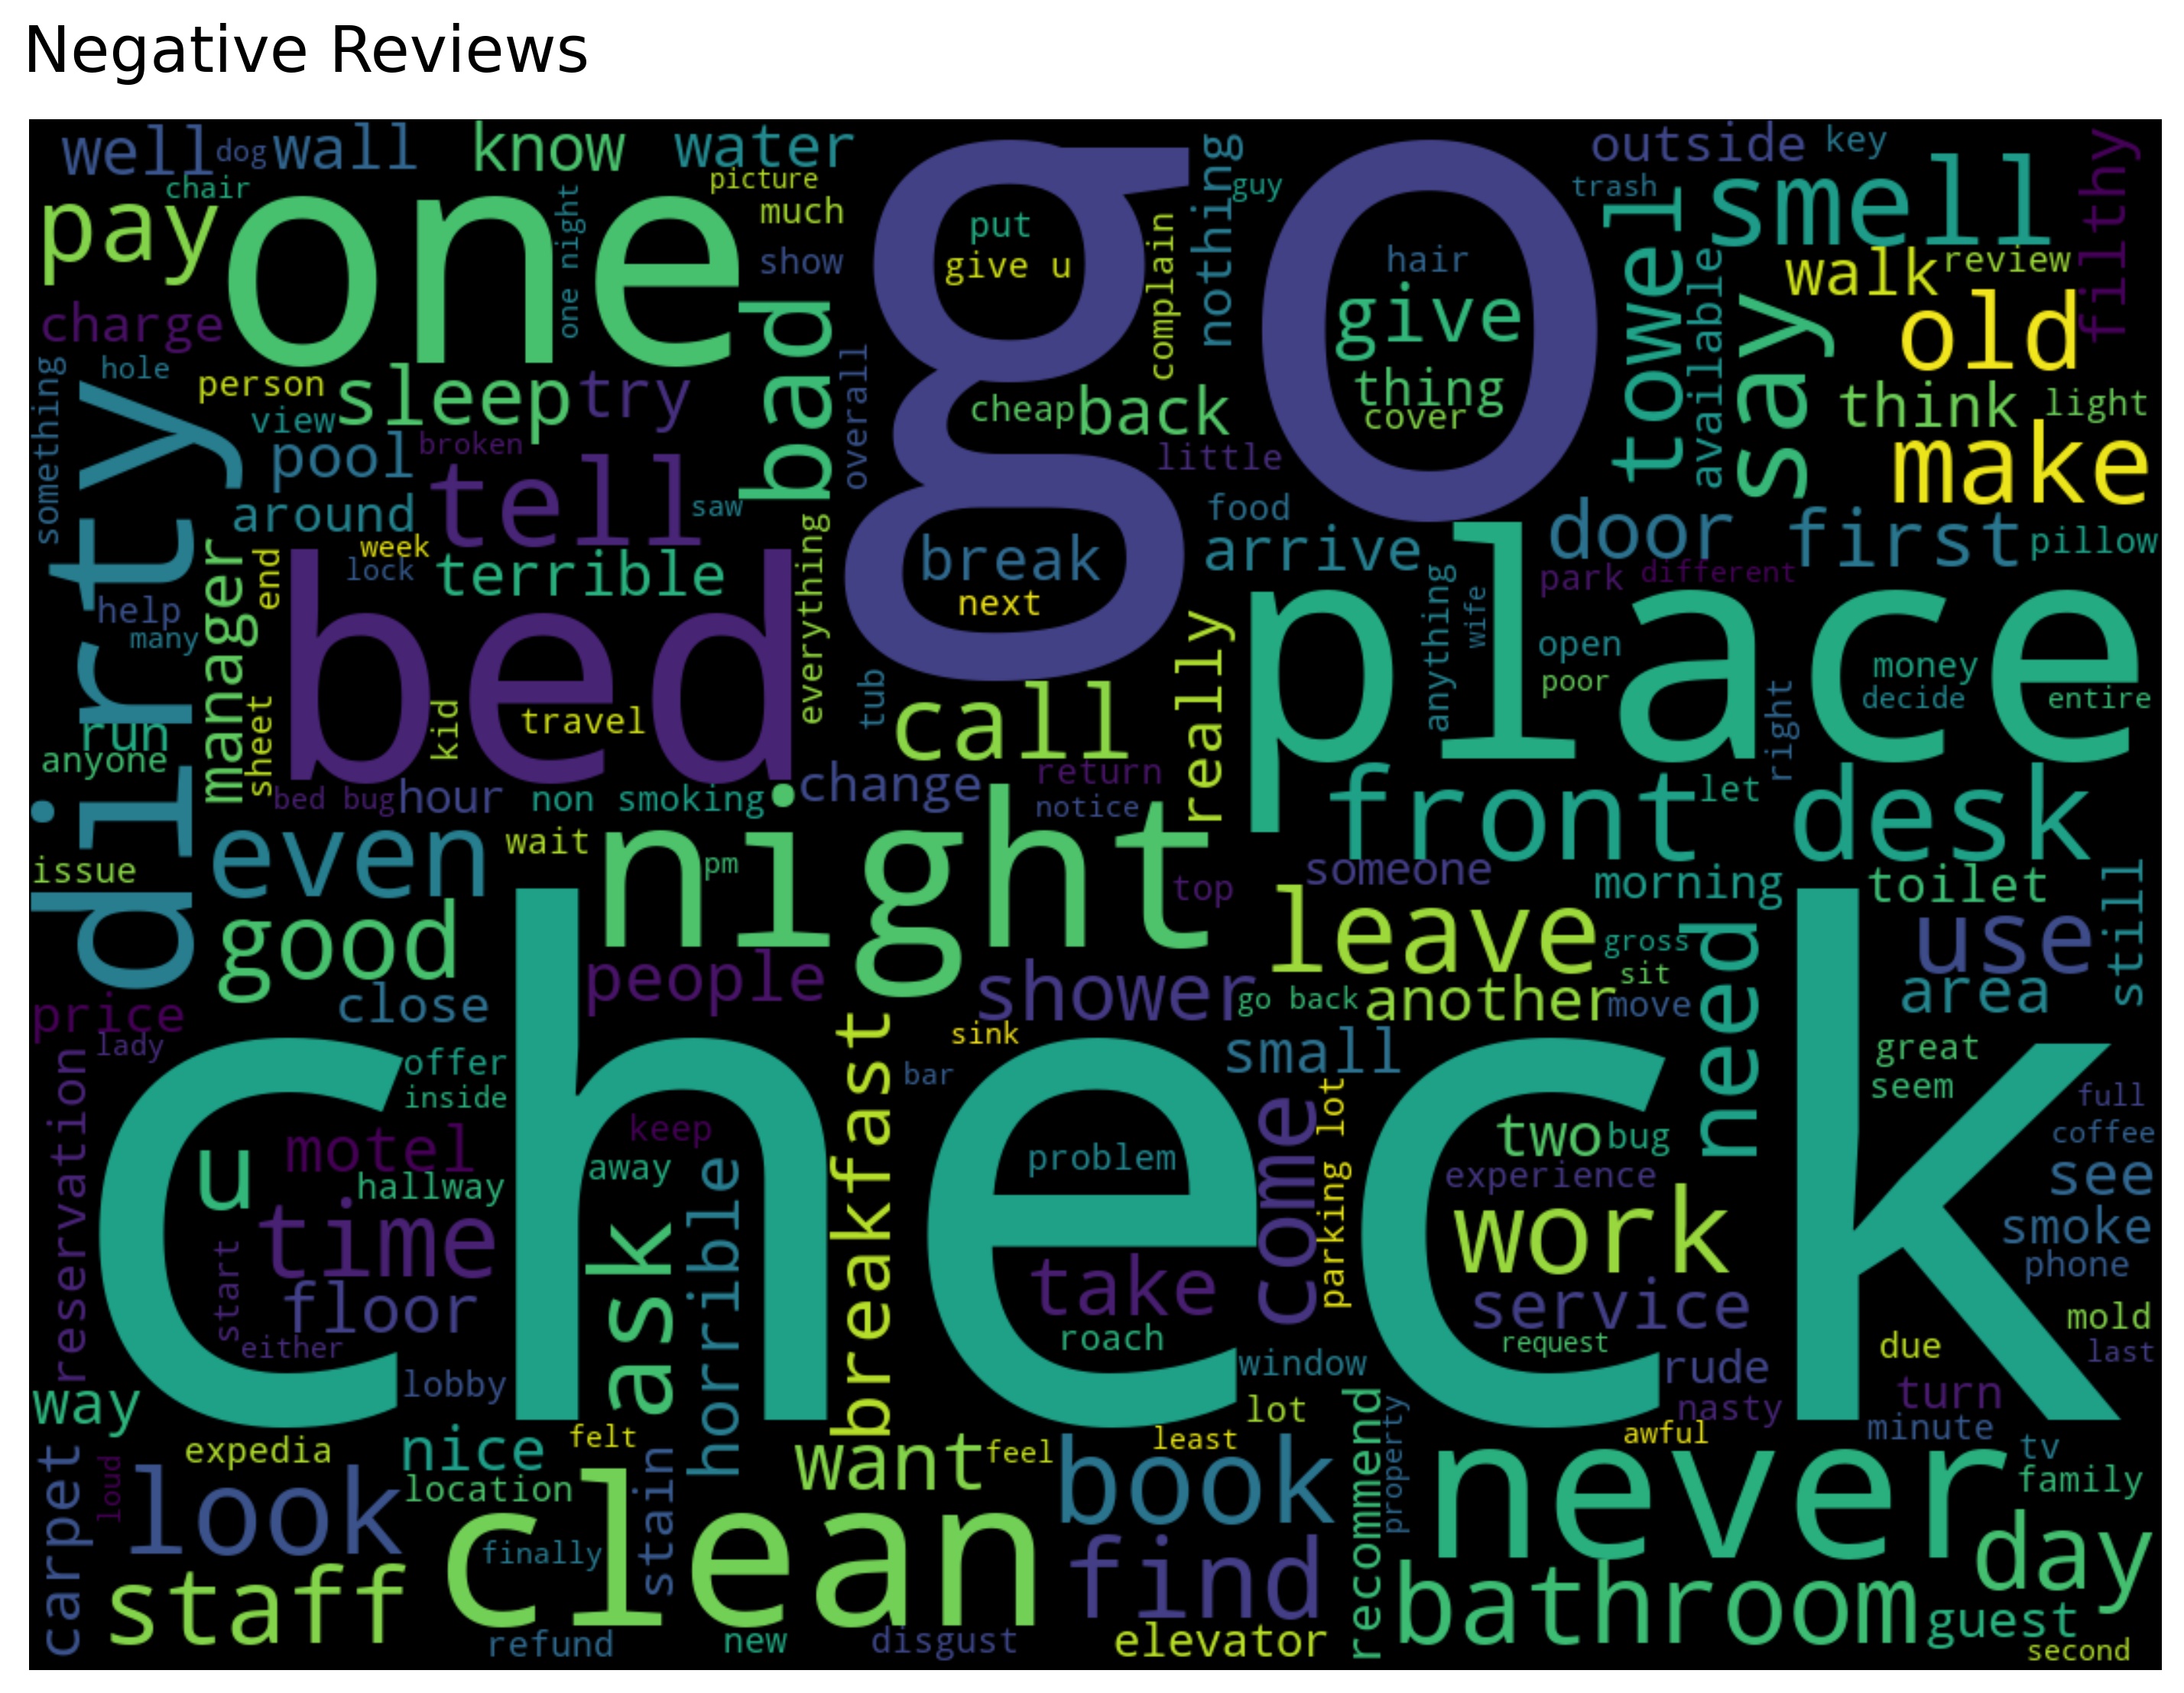 Negative Reviews
well
dog
wall
know
water
outside
key
filthy
chair
picture
guy
trash
smell
pay
one
one night
much
show
put
give u
complain
nothing
go
hair
give
thing
cover
towel
available
say
walk
review
old
charge
something
hole
person
sleep
try
bad
overall
cheap
back
think
light
view
pool
broken
little
make
around
tell
saw
food
door
first
pillow
dirty
week
lock
terrible
everything
break
next
arrive
park
different
help
many
manager
end
bed
really
place
anything
wife
open
poor
money
decide
entire
right
run
anyone
sheet
kid
travel
tub
call
bed bug
hour
non smoking
change
return
notice
front desk
let
issue
even
wait
night
pm
top
someone
morning
toilet
still
good
close
people
shower
leave
gross
sit
need
use
area
price
lady
go back
another
move
sink
bar
small
reservation
offer
inside
check
great
seem
full
coffee
u
motel
hallway
keep
away
breakfast
problem
come
parking lot
two
bug
experience
see
start
time
ask
horrible
work
smoke
phone
floor
either
take
roach
service
request
due
mold
last
way
lobby
window
rude
nasty
turn
minute
lot
carpet
expedia
nice
felt
want
feel
least
recommend
property
awful
never
tv
family
loud
look
location
stain
book
finally
clean
find
day
staff
refund
new
disgust
elevator
bathroom
guest
second